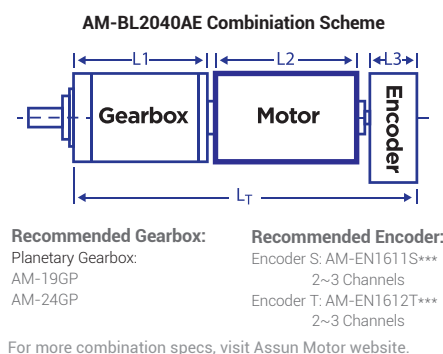 AM-BL2040AE Combiniation Scheme
L1 L2 L3
Gearbox Motor Encoder
LT
Recommended Gearbox:
Planetary Gearbox:
AM-19GP
AM-24GP
Recommended Encoder:
Encoder S: AM-EN1611S***
2~3 Channels
Encoder T: AM-EN1612T***
2~3 Channels
For more combination specs, visit Assun Motor website.